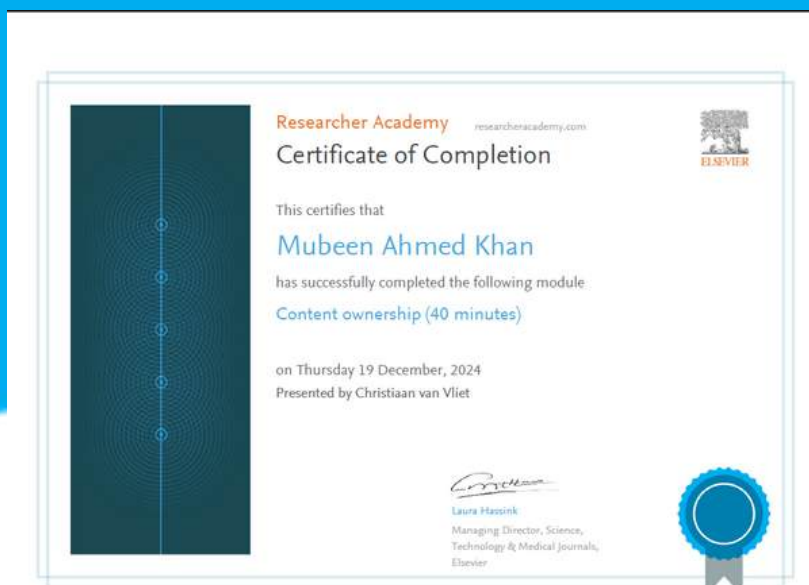 Researcher Academy researcheracademy.com
Certificate of Completion
ELSEVIER
This certifies that
Mubeen Ahmed Khan
has successfully completed the following module
Content ownership (40 minutes)
on Thursday 19 December, 2024
Presented by Christiaan van Vliet
Laura Hassink
Managing Director, Science,
Technology & Medical Journals,
Elsevier